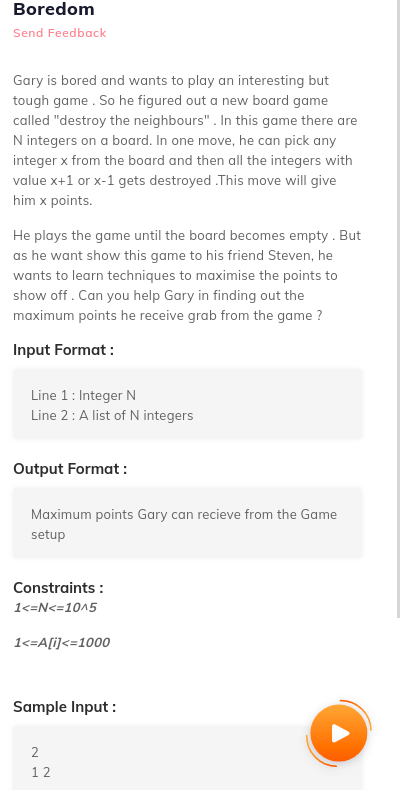 Boredom
Send Feedback
Gary is bored and wants to play an interesting but
tough game . So he figured out a new board game
called "destroy the neighbours" . In this game there are
N integers on a board. In one move, he can pick any
integer x from the board and then all the integers with
value x+1 or x-1 gets destroyed .This move will give
him x points.
He plays the game until the board becomes empty . But
as he want show this game to his friend Steven, he
wants to learn techniques to maximise the points to
show off . Can you help Gary in finding out the
maximum points he receive grab from the game ?
Input Format :
Line 1 : Integer N
Line 2 : A list of N integers
Output Format :
Maximum points Gary can recieve from the Game
setup
Constraints :
1<=N<=10^5
1<=A[i]<=1000
Sample Input :
2
1 2